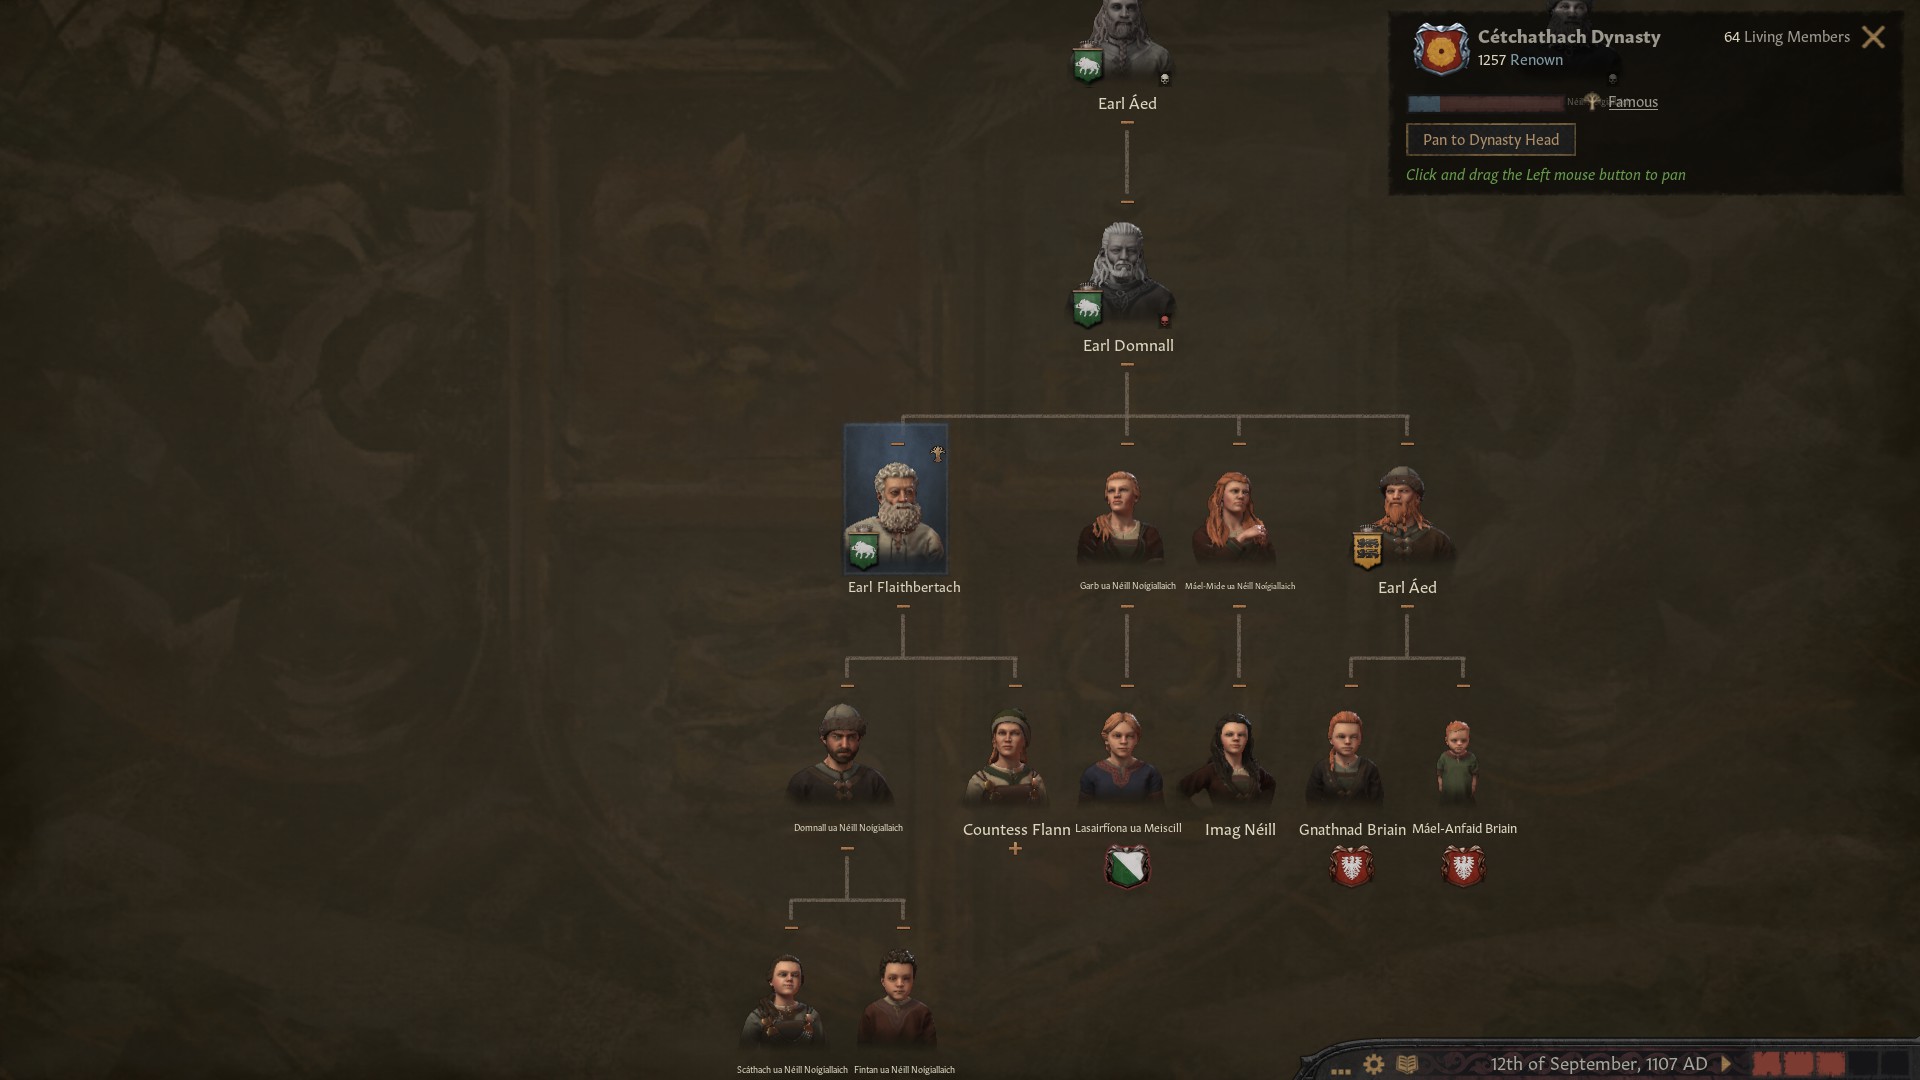 Cétchathach Dynasty
64 Living Members
1257 Renown
Famous
Pan to Dynasty Head
Click and drag the Left mouse button to pan
Earl Áed
Earl Domnall
Earl Flaithbertach
Garb ua Néill Noígiallaich
Máel-Mide ua Néill Noígiallaich
Earl Áed
Domnall ua Néill Noígiallaich
Countess Flann
Lasairfíona ua Meiscill
Imag Néill
Gnathnad Briain
Máel-Anfaid Briain
Scáthach ua Néill Noígiallaich
Fintan ua Néill Noígiallaich
12th of September, 1107 AD